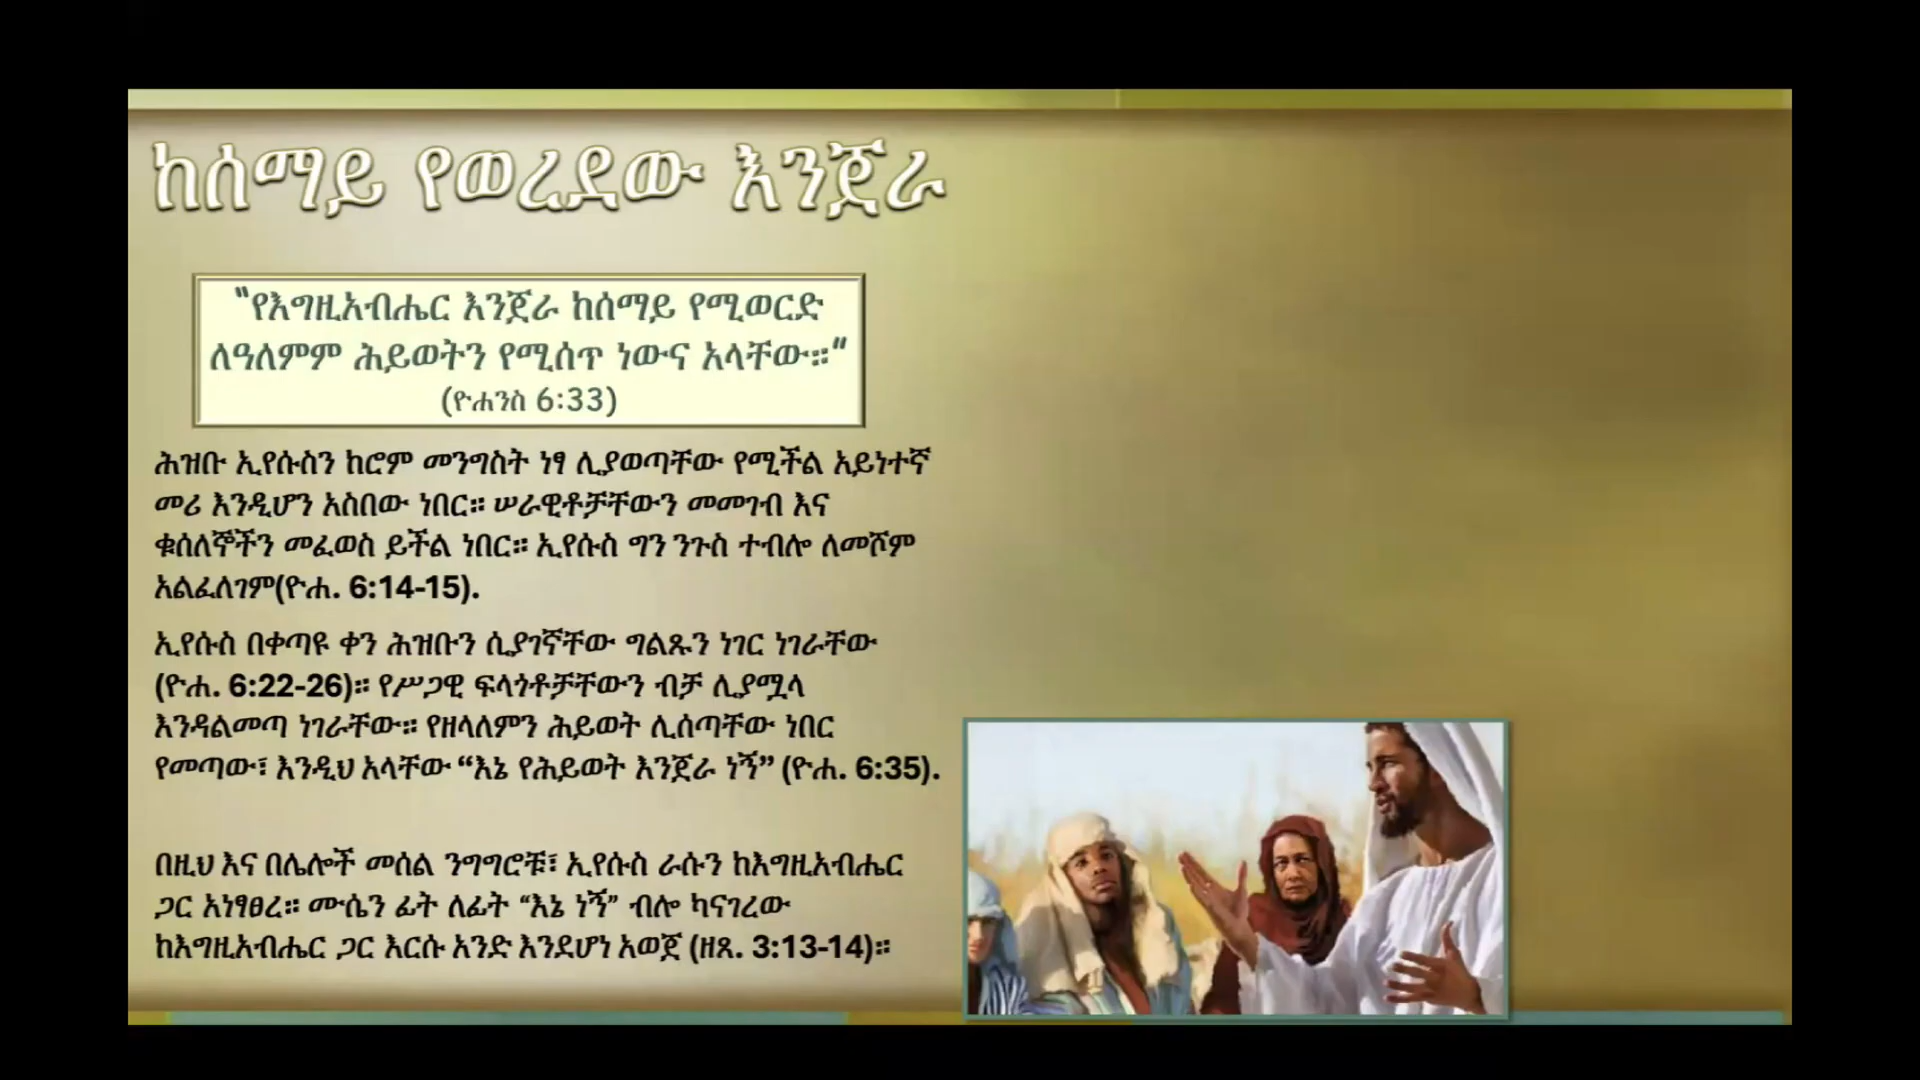 ከሰማይ የወረደው እንጀራ
"የእግዚአብሔር እንጀራ ከሰማይ የሚወርድ
ለዓለምም ሕይወትን የሚሰጥ ነውና አላቸው።"
(ዮሐንስ 6:33)
ሕዝቡ ኢየሱስን ከሮም መንግስት ነፃ ሊያወጣቸው የሚችል አይነተኛ
መሪ እንዲሆን አስበው ነበር። ሠራዊቶቻቸውን መመገብ እና
ቁሰለኞችን መፈወስ ይችል ነበር። ኢየሱስ ግን ንጉስ ተብሎ ለመሾም
አልፈለገም(ዮሐ. 6:14-15).
ኢየሱስ በቀጣዩ ቀን ሕዝቡን ሲያገኛቸው ግልጹን ነገር ነገራቸው
(ዮሐ. 6:22-26)። የሥጋዊ ፍላጎቶቻቸውን ብቻ ሊያሟላ
እንዳልመጣ ነገራቸው። የዘላለምን ሕይወት ሊሰጣቸው ነበር
የመጣው፣ እንዲህ አላቸው “እኔ የሕይወት እንጀራ ነኝ” (ዮሐ. 6:35).
በዚህ እና በሌሎች መሰል ንግግሮቹ፣ ኢየሱስ ራሱን ከእግዚአብሔር
ጋር አነፃፀረ። ሙሴን ፊት ለፊት “እኔ ነኝ” ብሎ ካናገረው
ከእግዚአብሔር ጋር እርሱ አንድ እንደሆነ አወጀ (ዘጸ. 3:13-14)።